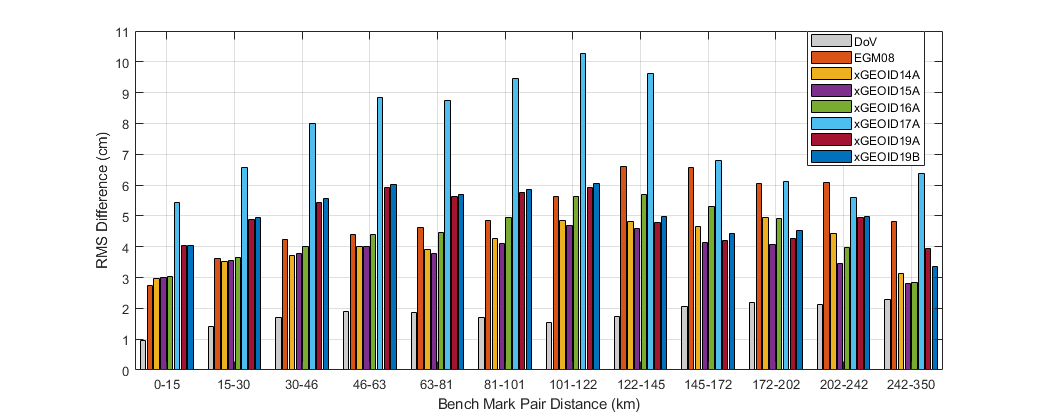 11
10
9
8
7
6
5
4
3
2
1
0
RMS Difference (cm)
DoV
EGM08
xGEOID14A
xGEOID15A
xGEOID16A
xGEOID17A
xGEOID19A
xGEOID19B
0-15 15-30 30-46 46-63 63-81 81-101 101-122 122-145 145-172 172-202 202-242 242-350
Bench Mark Pair Distance (km)